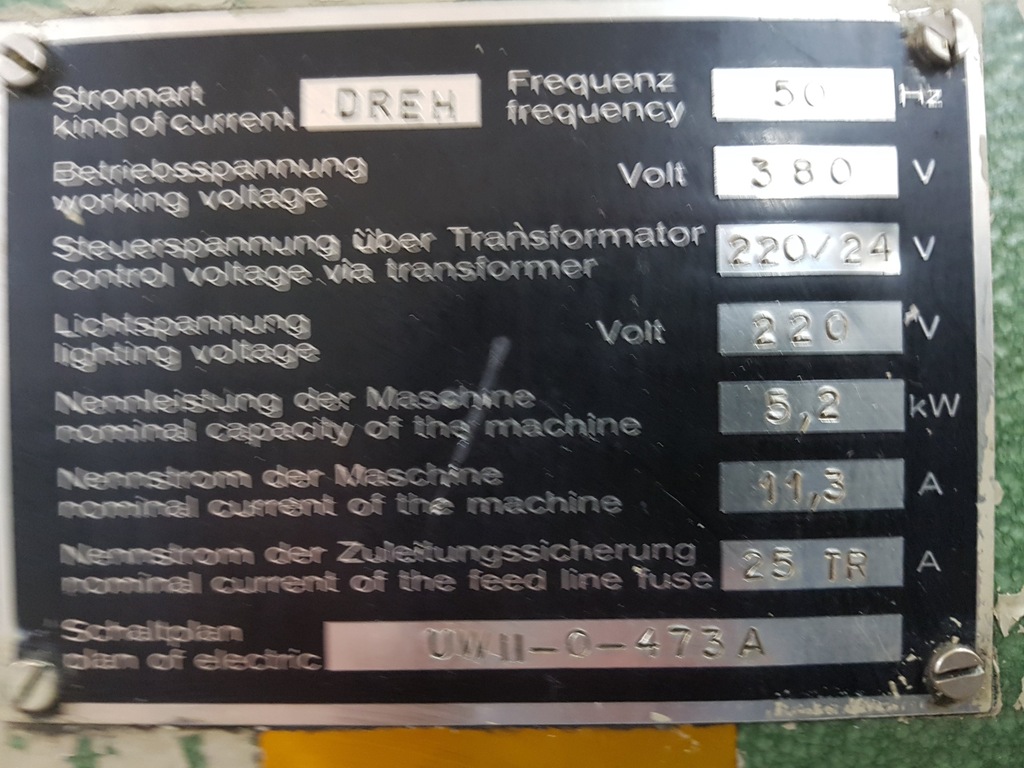 Stromart DREH Frequenz 50 Hz
kind of current frequency
Betriebsspannung Volt 380 V
working voltage
Steuerspannung über Transformator 220/24 V
control voltage via transformer
Lichtspannung Volt 220 V
lighting voltage
Nennleistung der Maschine 5,2 kW
nominal capacity of the machine
Nennstrom der Maschine 11,3 A
nominal current of the machine
Nennstrom der Zuleitungssicherung 25 TR A
nominal current of the feed line fuse
Schaltplan UW11-0-473A
plan of electric